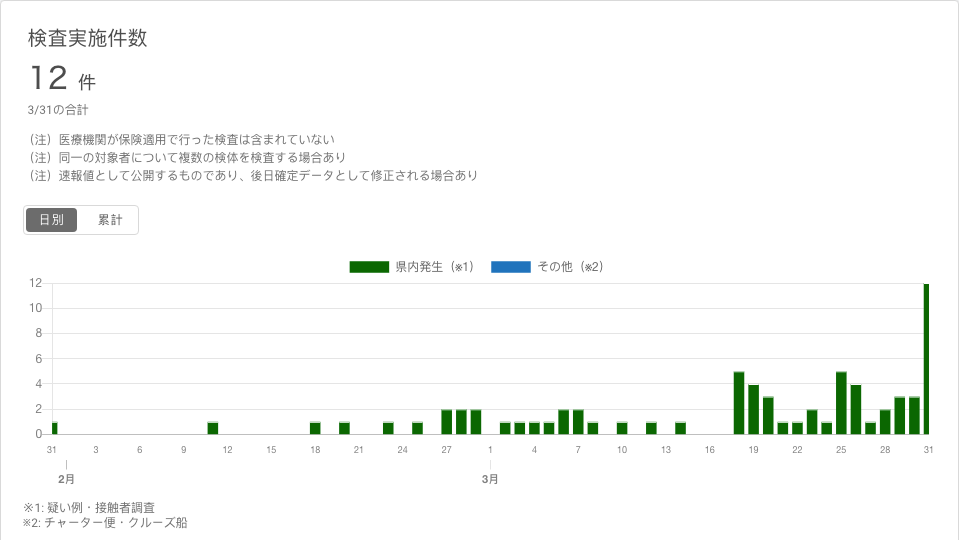 検査実施件数
12 件
3/31の合計
（注）医療機関が保険適用で行った検査は含まれていない
（注）同一の対象者について複数の検体を検査する場合あり
（注）速報値として公開するものであり、後日確定データとして修正される場合あり
日別 累計
県内発生（※1） その他（※2）
12
10
8
6
4
2
0
31 3 6 9 12 15 18 21 24 27 1 4 7 10 13 16 19 22 25 28 31
2月 3月
※1: 疑い例・接触者調査
※2: チャーター便・クルーズ船